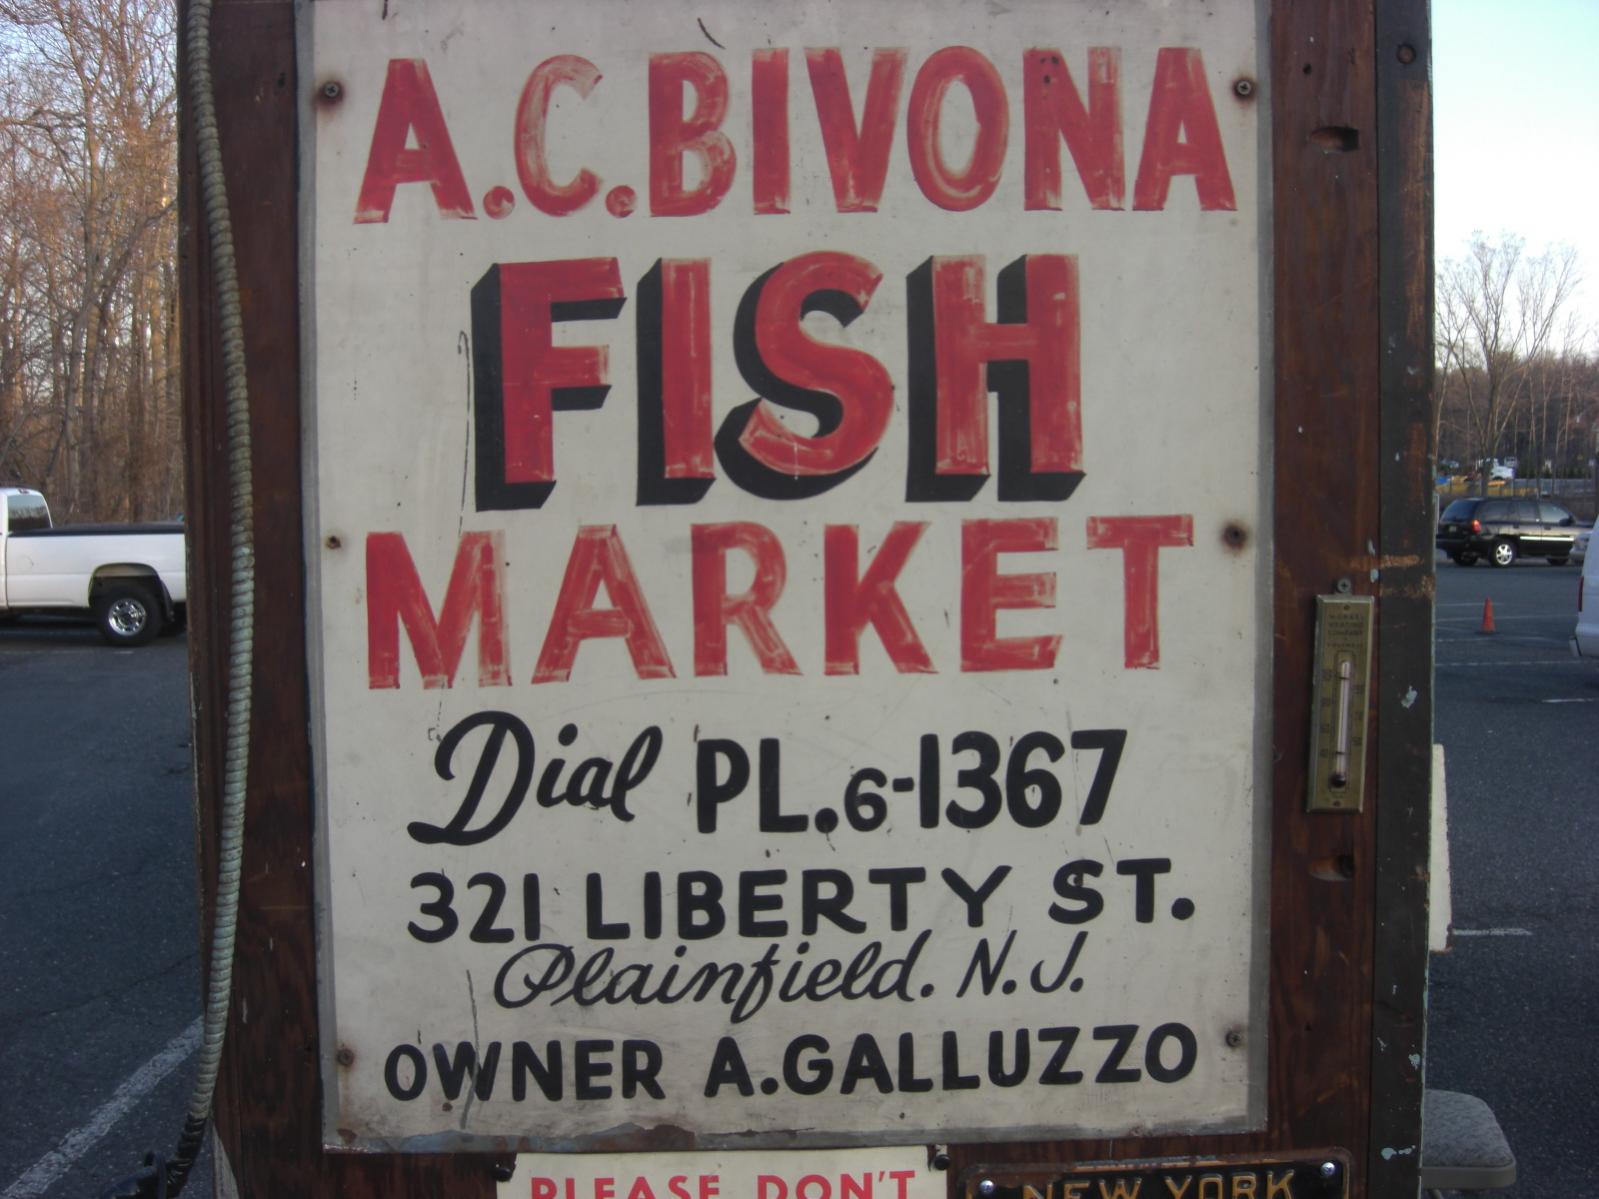 A.C.BIVONA
FISH
MARKET
Dial PL.6-1367
321 LIBERTY ST.
Plainfield. N.J.
OWNER A.GALLUZZO
PLEASE DON'T
NEW YORK